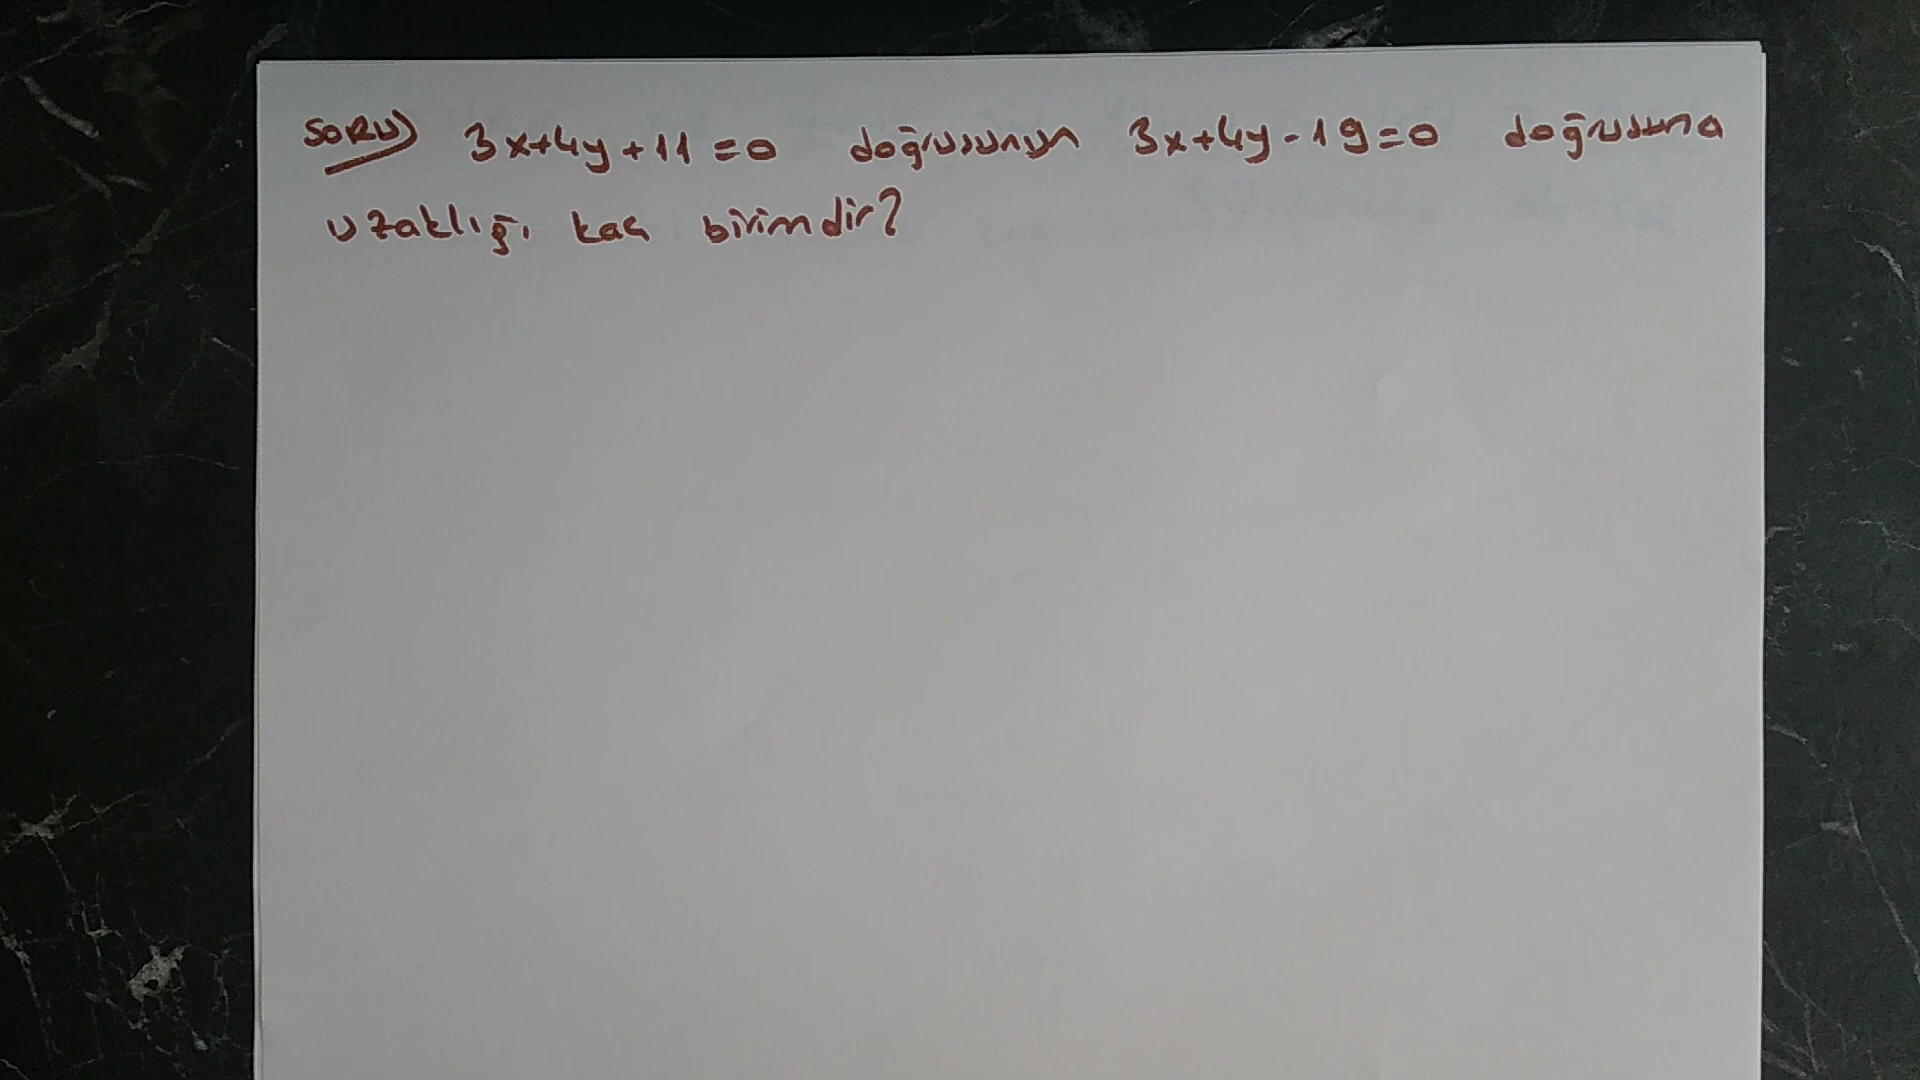 SORU) 3x+4y+11=0 doğrusunun 3x+4y-19=0 doğrusuna
uzaklığı kaç birimdir?